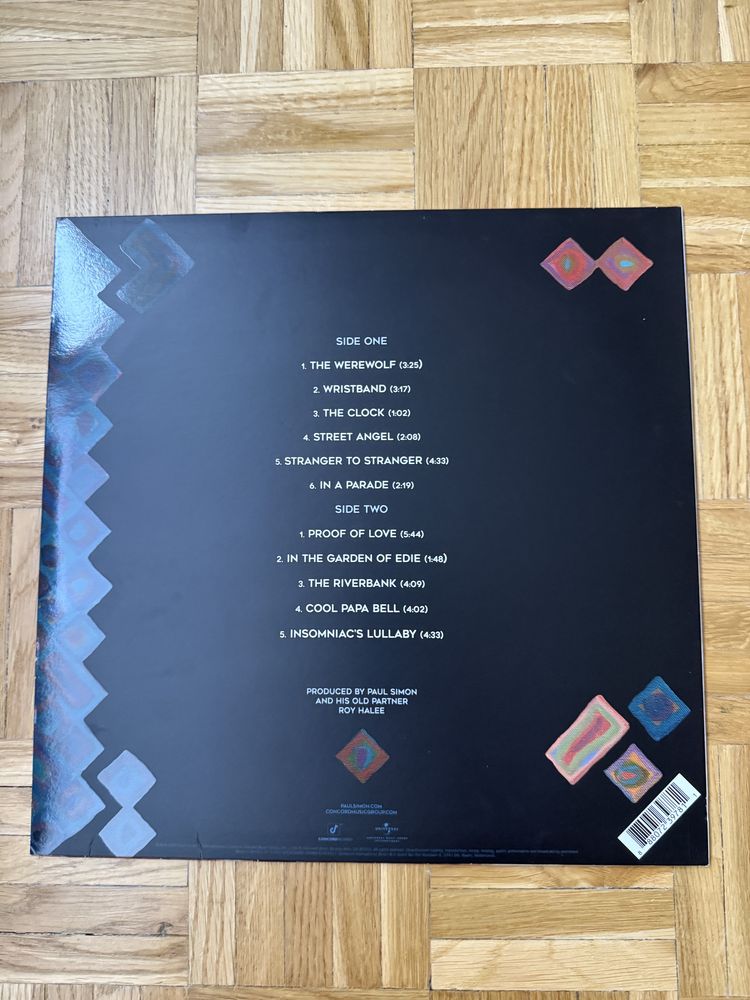 SIDE ONE
1. THE WEREWOLF (3:25)
2. WRISTBAND (3:17)
3. THE CLOCK (1:02)
4. STREET ANGEL (2:08)
5. STRANGER TO STRANGER (4:33)
6. IN A PARADE (2:19)
SIDE TWO
1. PROOF OF LOVE (5:44)
2. IN THE GARDEN OF EDIE (1:48)
3. THE RIVERBANK (4:09)
4. COOL PAPA BELL (4:02)
5. INSOMNIAC'S LULLABY (4:33)
PRODUCED BY PAUL SIMON
AND HIS OLD PARTNER
ROY HALEE
PAULSIMON.COM
CONCORDMUSICGROUP.COM
UNIVERSAL